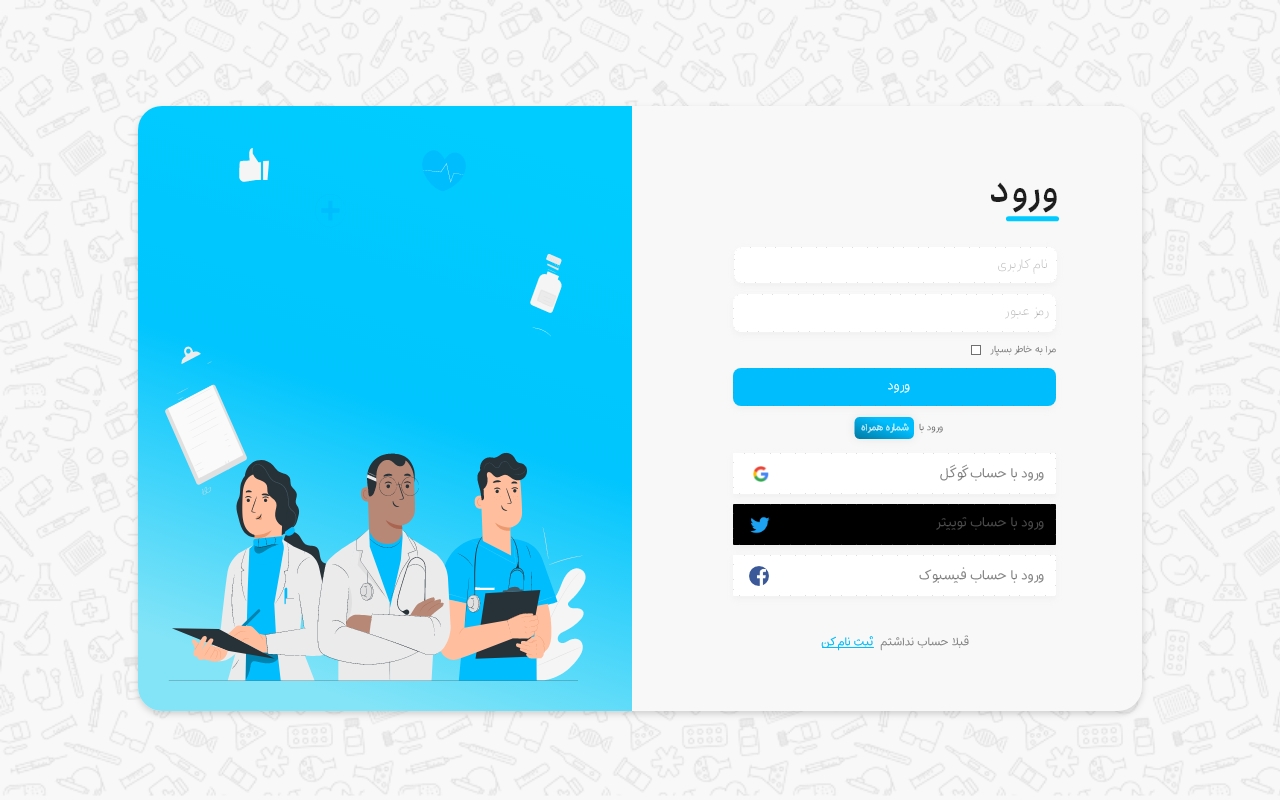 ورود
نام کاربری
رمز عبور
مرا به خاطر بسپار
ورود
ورود با شماره همراه
ورود با حساب گوگل
ورود با حساب توییتر
ورود با حساب فیسبوک
قبلا حساب نداشتم ثبت نام کن